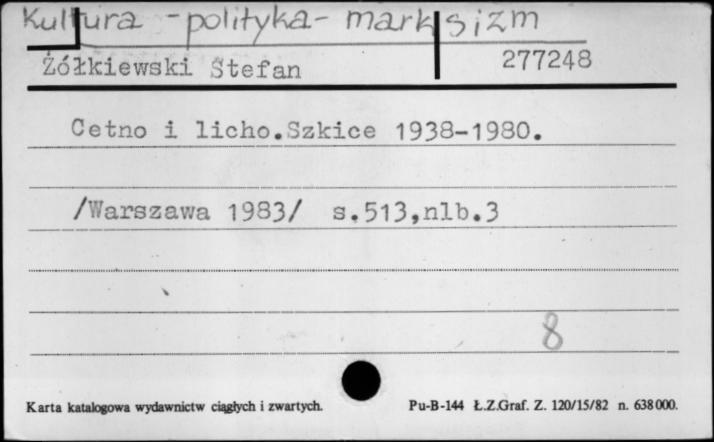 Kultura - polityka - marksizm
Żółkiewski Stefan 277248
Cetno i licho.Szkice 1938-1980.
/Warszawa 1983/ s.513,nlb.3
8
Karta katalogowa wydawnictw ciągłych i zwartych. Pu-B-144 Ł.Z.Graf. Z. 120/15/82 n. 638000.